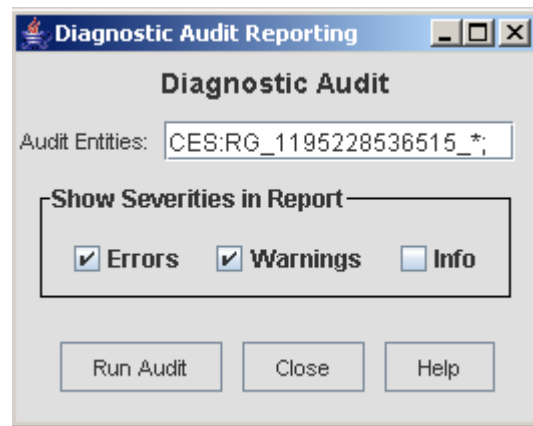 Diagnostic Audit Reporting
Diagnostic Audit
Audit Entities: CES:RG_1195228536515_*;
Show Severities in Report
Errors Warnings Info
Run Audit Close Help